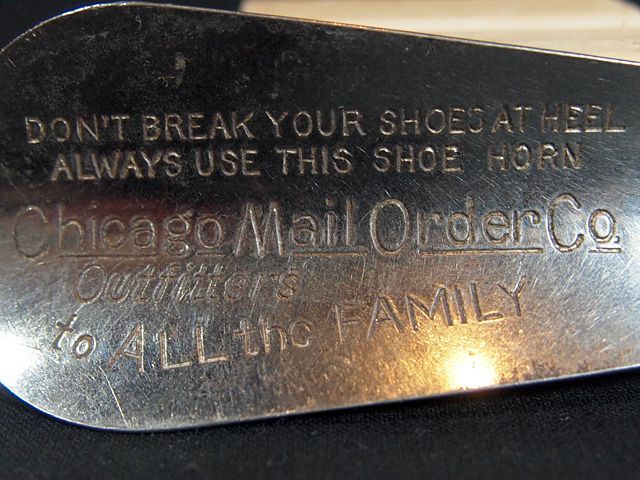 DON'T BREAK YOUR SHOES AT HEEL
ALWAYS USE THIS SHOE HORN
Chicago Mail Order Co.
Outfitters
to ALL the FAMILY